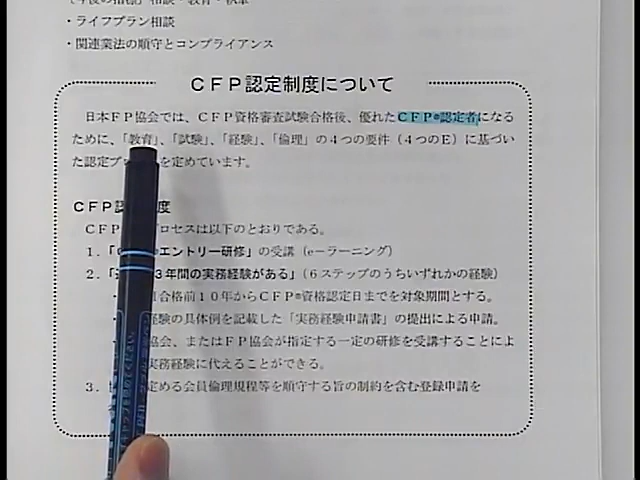 ・ライフプラン相談
・関連業法の順守とコンプライアンス
ＣＦＰ認定制度について
日本ＦＰ協会では、ＣＦＰ資格審査試験合格後、優れたＣＦＰ®認定者になる
ために、「教育」、「試験」、「経験」、「倫理」の４つの要件（４つのE）に基づい
た認定プ を定めています。
ＣＦＰ認 度
ＣＦＰ ロセスは以下のとおりである。
１．「 エントリー研修」の受講（e－ラーニング）
２．「 ３年間の実務経験がある」（６ステップのうちいずれかの経験）
合格前１０年からＣＦＰ®資格認定日までを対象期間とする。
経験の具体例を記載した「実務経験申請書」の提出による申請。
協会、またはＦＰ協会が指定する一定の研修を受講することによ
実務経験に代えることができる。
３． 定める会員倫理規程等を順守する旨の制約を含む登録申請を